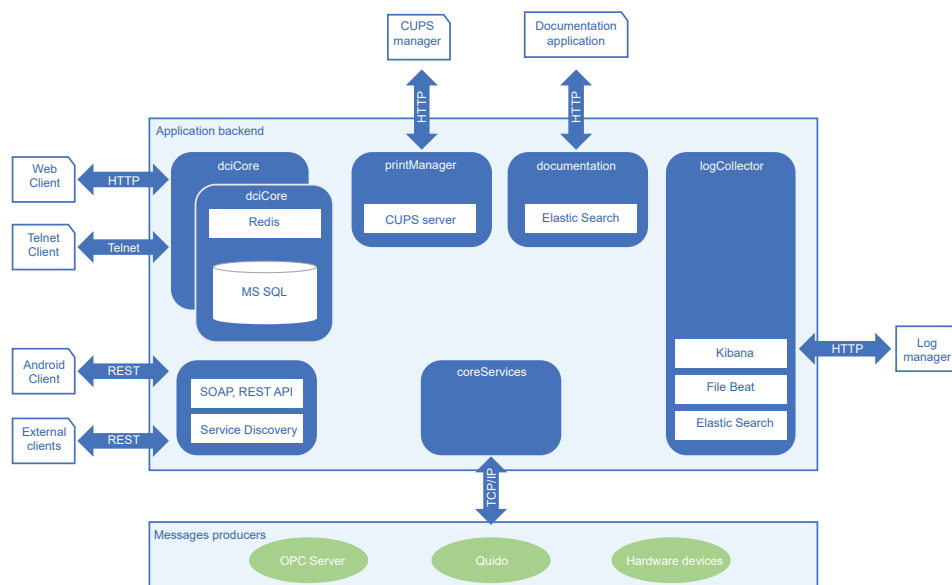 CUPS
manager
Documentation
application
HTTP
HTTP
Application backend
Web
Client
HTTP
dciCore
dciCore
Redis
MS SQL
printManager
CUPS server
documentation
Elastic Search
logCollector
Kibana
File Beat
Elastic Search
Telnet
Client
Telnet
HTTP
Log
manager
Android
Client
REST
SOAP, REST API
Service Discovery
coreServices
External
clients
REST
TCP/IP
Messages producers
OPC Server
Quido
Hardware devices